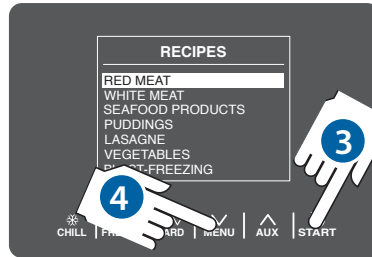 RECIPES
RED MEAT
WHITE MEAT
SEAFOOD PRODUCTS
PUDDINGS
LASAGNE
VEGETABLES
3
4
CHILL MENU AUX START